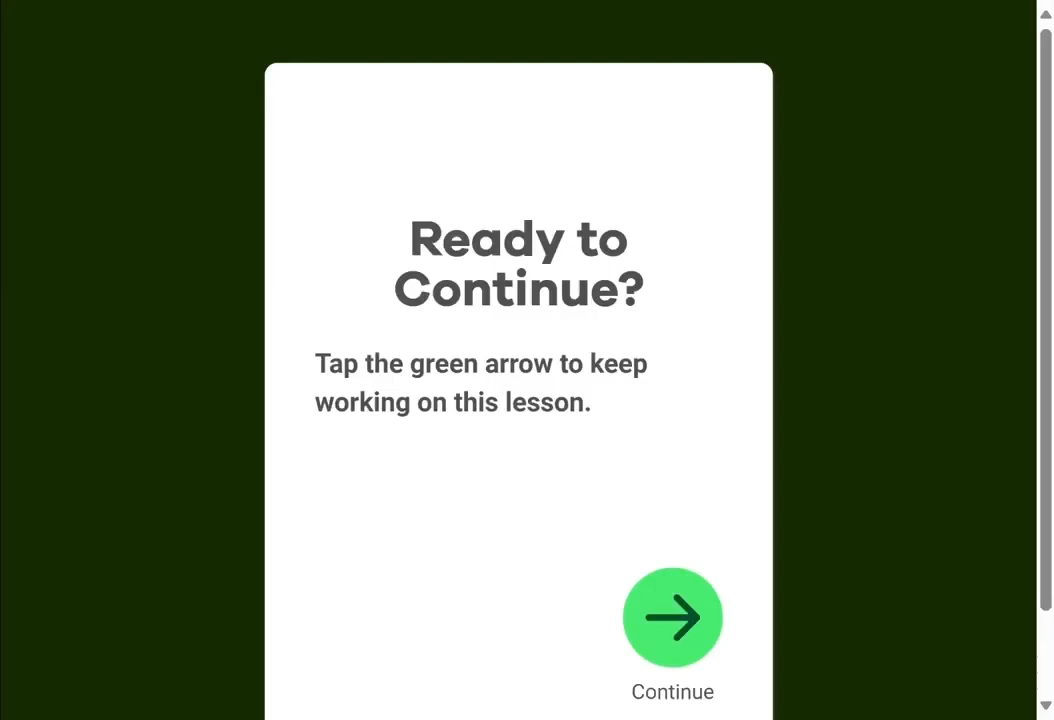 Ready to
Continue?
Tap the green arrow to keep
working on this lesson.
Continue